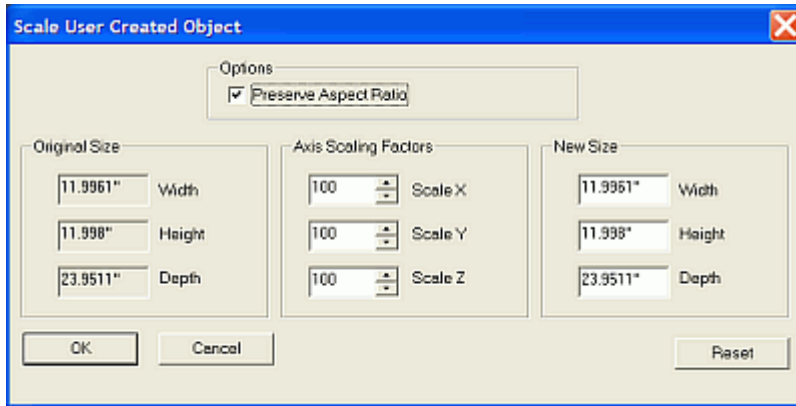 Scale User Created Object
Options
Preserve Aspect Ratio
Original Size
11.9961" Width
11.998" Height
23.9511" Depth
Axis Scaling Factors
100 Scale X
100 Scale Y
100 Scale Z
New Size
11.9961" Width
11.998" Height
23.9511" Depth
OK Cancel Reset